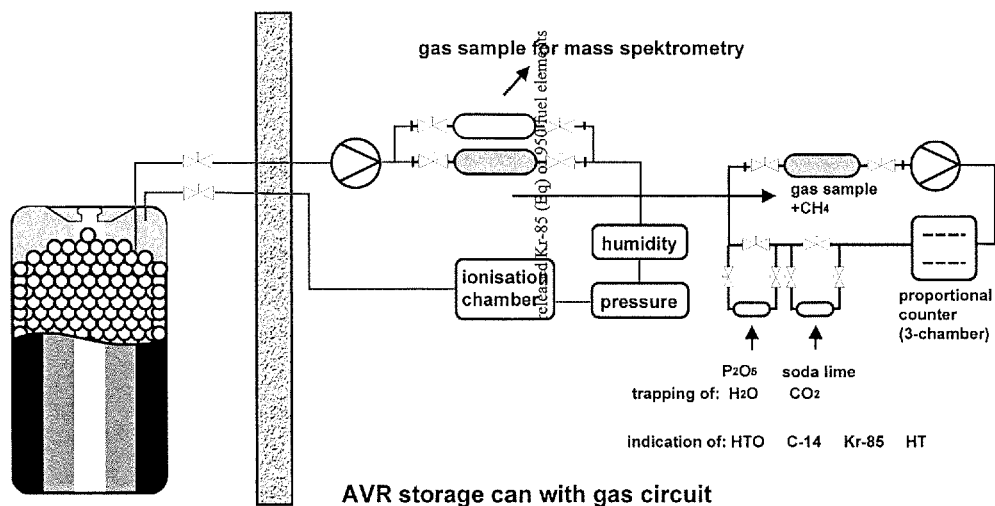 gas sample for mass spektrometry
released Kr-85 (Eq) of 950 fuel elements
gas sample
+CH4
humidity
ionisation
chamber
pressure
proportional
counter
(3-chamber)
P2O5 soda lime
trapping of: H2O CO2
indication of: HTO C-14 Kr-85 HT
AVR storage can with gas circuit